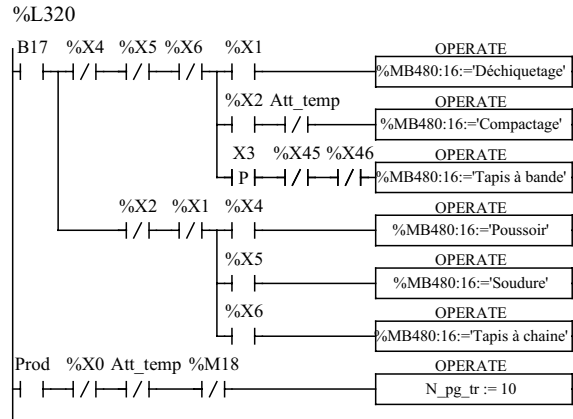 %L320
B17 %X4 %X5 %X6 %X1 OPERATE
%MB480:16:='Déchiquetage'
%X2 Att_temp OPERATE
%MB480:16:='Compactage'
X3 %X45 %X46 OPERATE
P %MB480:16:='Tapis à bande'
%X2 %X1 %X4 OPERATE
%MB480:16:='Poussoir'
%X5 OPERATE
%MB480:16:='Soudure'
%X6 OPERATE
%MB480:16:='Tapis à chaine'
Prod %X0 Att_temp %M18 OPERATE
N_pg_tr := 10